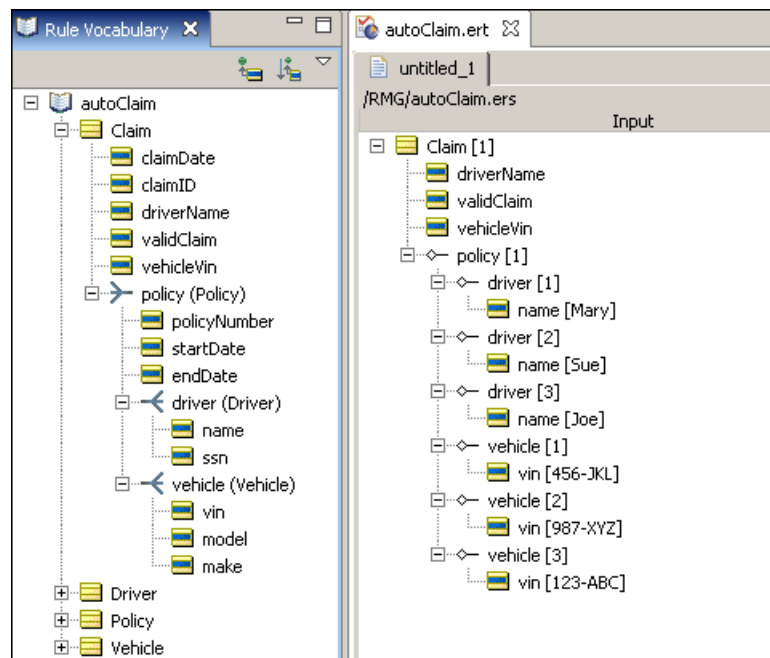 Rule Vocabulary
autoClaim
Claim
claimDate
claimID
driverName
validClaim
vehicleVin
policy (Policy)
policyNumber
startDate
endDate
driver (Driver)
name
ssn
vehicle (Vehicle)
vin
model
make
Driver
Policy
Vehicle
autoClaim.ert
untitled_1
/RMG/autoClaim.ers
Input
Claim [1]
driverName
validClaim
vehicleVin
policy [1]
driver [1]
name [Mary]
driver [2]
name [Sue]
driver [3]
name [Joe]
vehicle [1]
vin [456-JKL]
vehicle [2]
vin [987-XYZ]
vehicle [3]
vin [123-ABC]